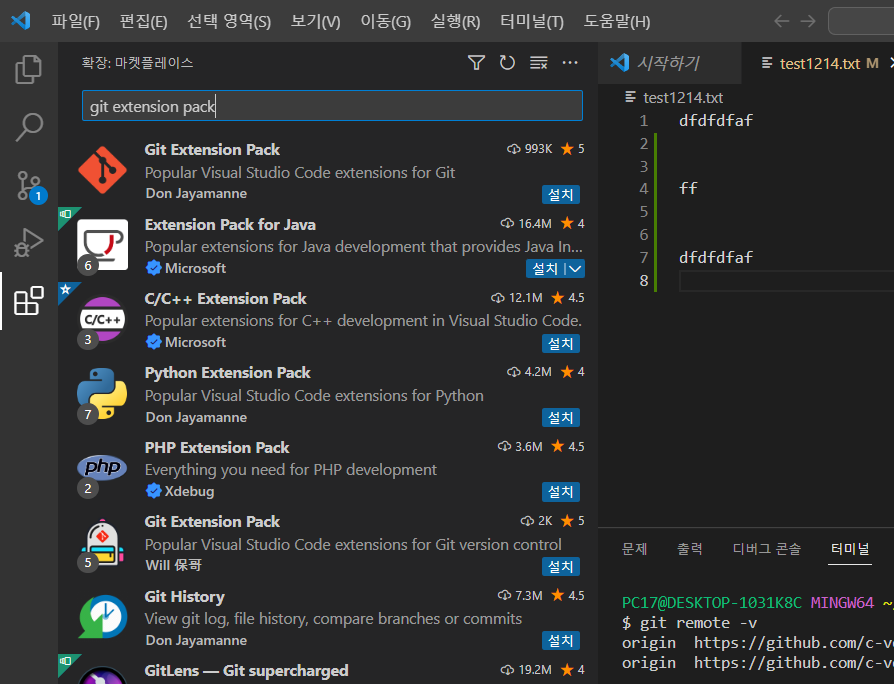 파일(F) 편집(E) 선택 영역(S) 보기(V) 이동(G) 실행(R) 터미널(T) 도움말(H)
확장: 마켓플레이스
git extension pack
Git Extension Pack 993K 5
Popular Visual Studio Code extensions for Git
Don Jayamanne 설치
Extension Pack for Java 16.4M 4
Popular extensions for Java development that provides Java In...
6 Microsoft 설치
C/C++ Extension Pack 12.1M 4.5
C/C++ Popular extensions for C++ development in Visual Studio Code.
3 Microsoft 설치
Python Extension Pack 4.2M 4
Popular Visual Studio Code extensions for Python
7 Don Jayamanne 설치
PHP Extension Pack 3.6M 4.5
php Everything you need for PHP development
2 Xdebug 설치
Git Extension Pack 2K 5
Popular Visual Studio Code extensions for Git version control
5 Will 保哥 설치
Git History 7.3M 4.5
View git log, file history, compare branches or commits
Don Jayamanne 설치
GitLens — Git supercharged 19.2M 4
1
시작하기 test1214.txt M
test1214.txt
1 dfdfdfaf
2
3
4 ff
5
6
7 dfdfdfaf
8
문제 출력 디버그 콘솔 터미널
PC17@DESKTOP-1031K8C MINGW64 ~
$ git remote -v
origin https://github.com/c-v
origin https://github.com/c-v